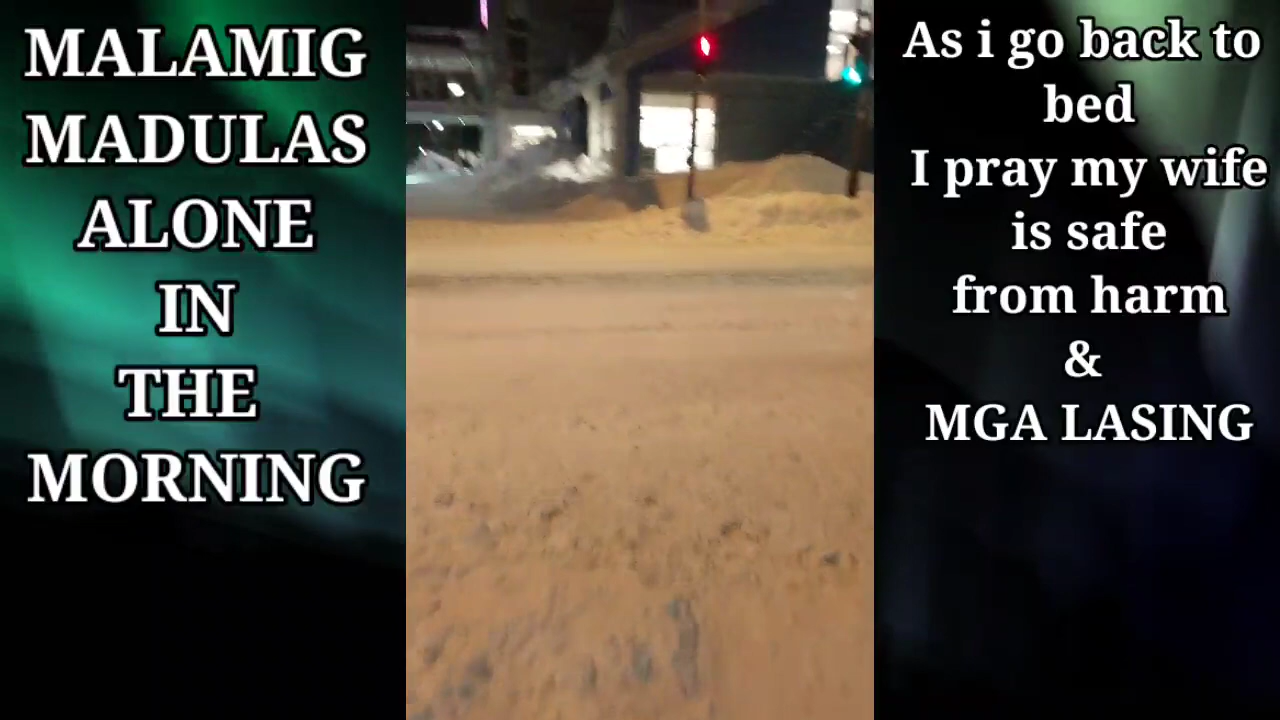 MALAMIG
MADULAS
ALONE
IN
THE
MORNING
As i go back to
bed
I pray my wife
is safe
from harm
&
MGA LASING